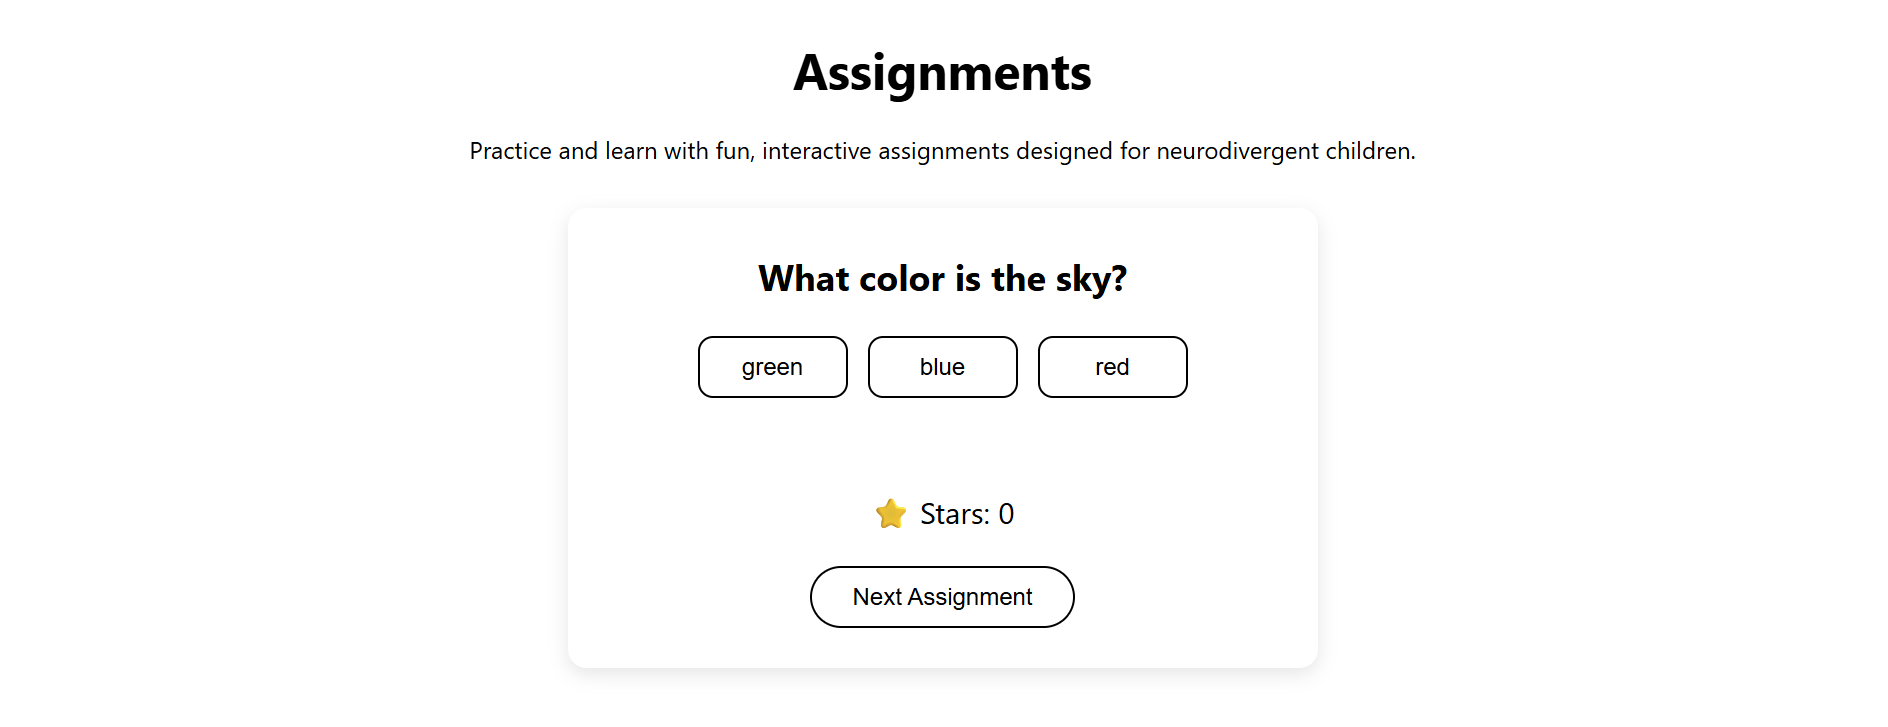 Assignments
Practice and learn with fun, interactive assignments designed for neurodivergent children.
What color is the sky?
green blue red
Stars: 0
Next Assignment